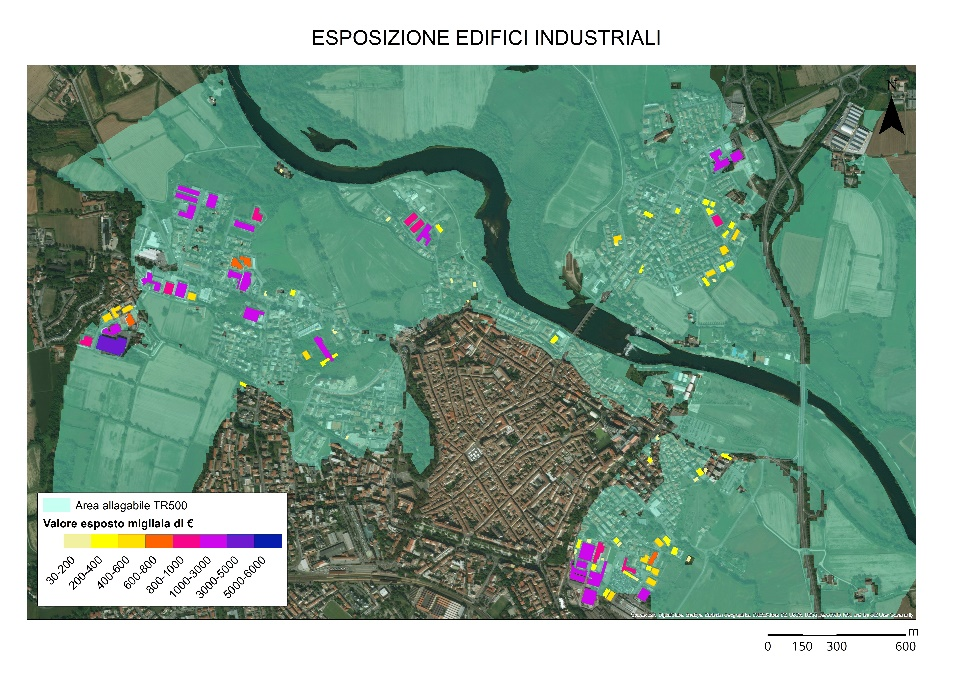 ESPOSIZIONE EDIFICI INDUSTRIALI
N
Area allagabile TR500
Valore esposto migliaia di €
30-200
200-400
400-600
600-800
800-1000
1000-3000
3000-5000
5000-6000
m
0 150 300 600